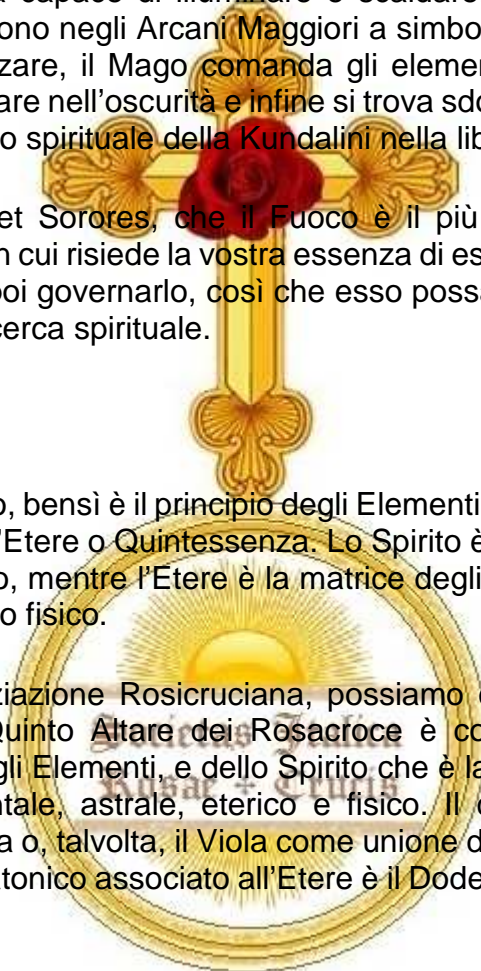 a capace di illuminare e scaldare
ono negli Arcani Maggiori a simbo
zare, il Mago comanda gli elemen
are nell’oscurità e infine si trova sdo
o spirituale della Kundalini nella lib
et Sorores, che il Fuoco è il più
n cui risiede la vostra essenza di es
poi governarlo, così che esso possa
cerca spirituale.
o, bensì è il principio degli Elementi
l’Etere o Quintessenza. Lo Spirito è
o, mentre l’Etere è la matrice degli
o fisico.
ziazione Rosicruciana, possiamo
Quinto Altare dei Rosacroce è co
Societas Italica
gli Elementi, e dello Spirito che è la
Rosae + Crucis
ntale, astrale, eterico e fisico. Il
a o, talvolta, il Viola come unione d
atonico associato all’Etere è il Dode